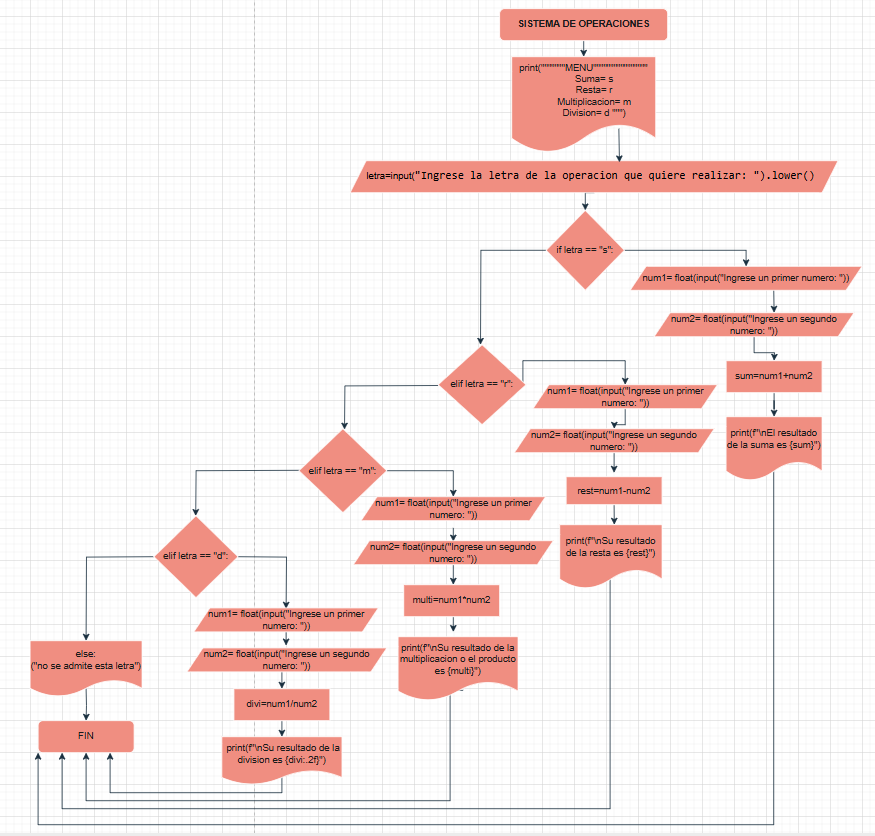 SISTEMA DE OPERACIONES
print(""""""""MENU""""""""""""""""""
Suma= s
Resta= r
Multiplicacion= m
Division= d """)
letra=input("Ingrese la letra de la operacion que quiere realizar: ").lower()
if letra == "s":
num1= float(input("Ingrese un primer numero: "))
num2= float(input("Ingrese un segundo
numero: "))
sum=num1+num2
print(f"\nEl resultado
de la suma es {sum}")
elif letra == "r":
num1= float(input("Ingrese un primer
numero: "))
num2= float(input("Ingrese un segundo
numero: "))
rest=num1-num2
print(f"\nSu resultado
de la resta es {rest}")
elif letra == "m":
num1= float(input("Ingrese un primer
numero: "))
num2= float(input("Ingrese un segundo
numero: "))
multi=num1*num2
print(f"\nSu resultado de la
multiplicacion o el producto
es {multi}")
elif letra == "d":
num1= float(input("Ingrese un primer
numero: "))
num2= float(input("Ingrese un segundo
numero: "))
divi=num1/num2
print(f"\nSu resultado de la
division es {divi:.2f}")
else:
("no se admite esta letra")
FIN